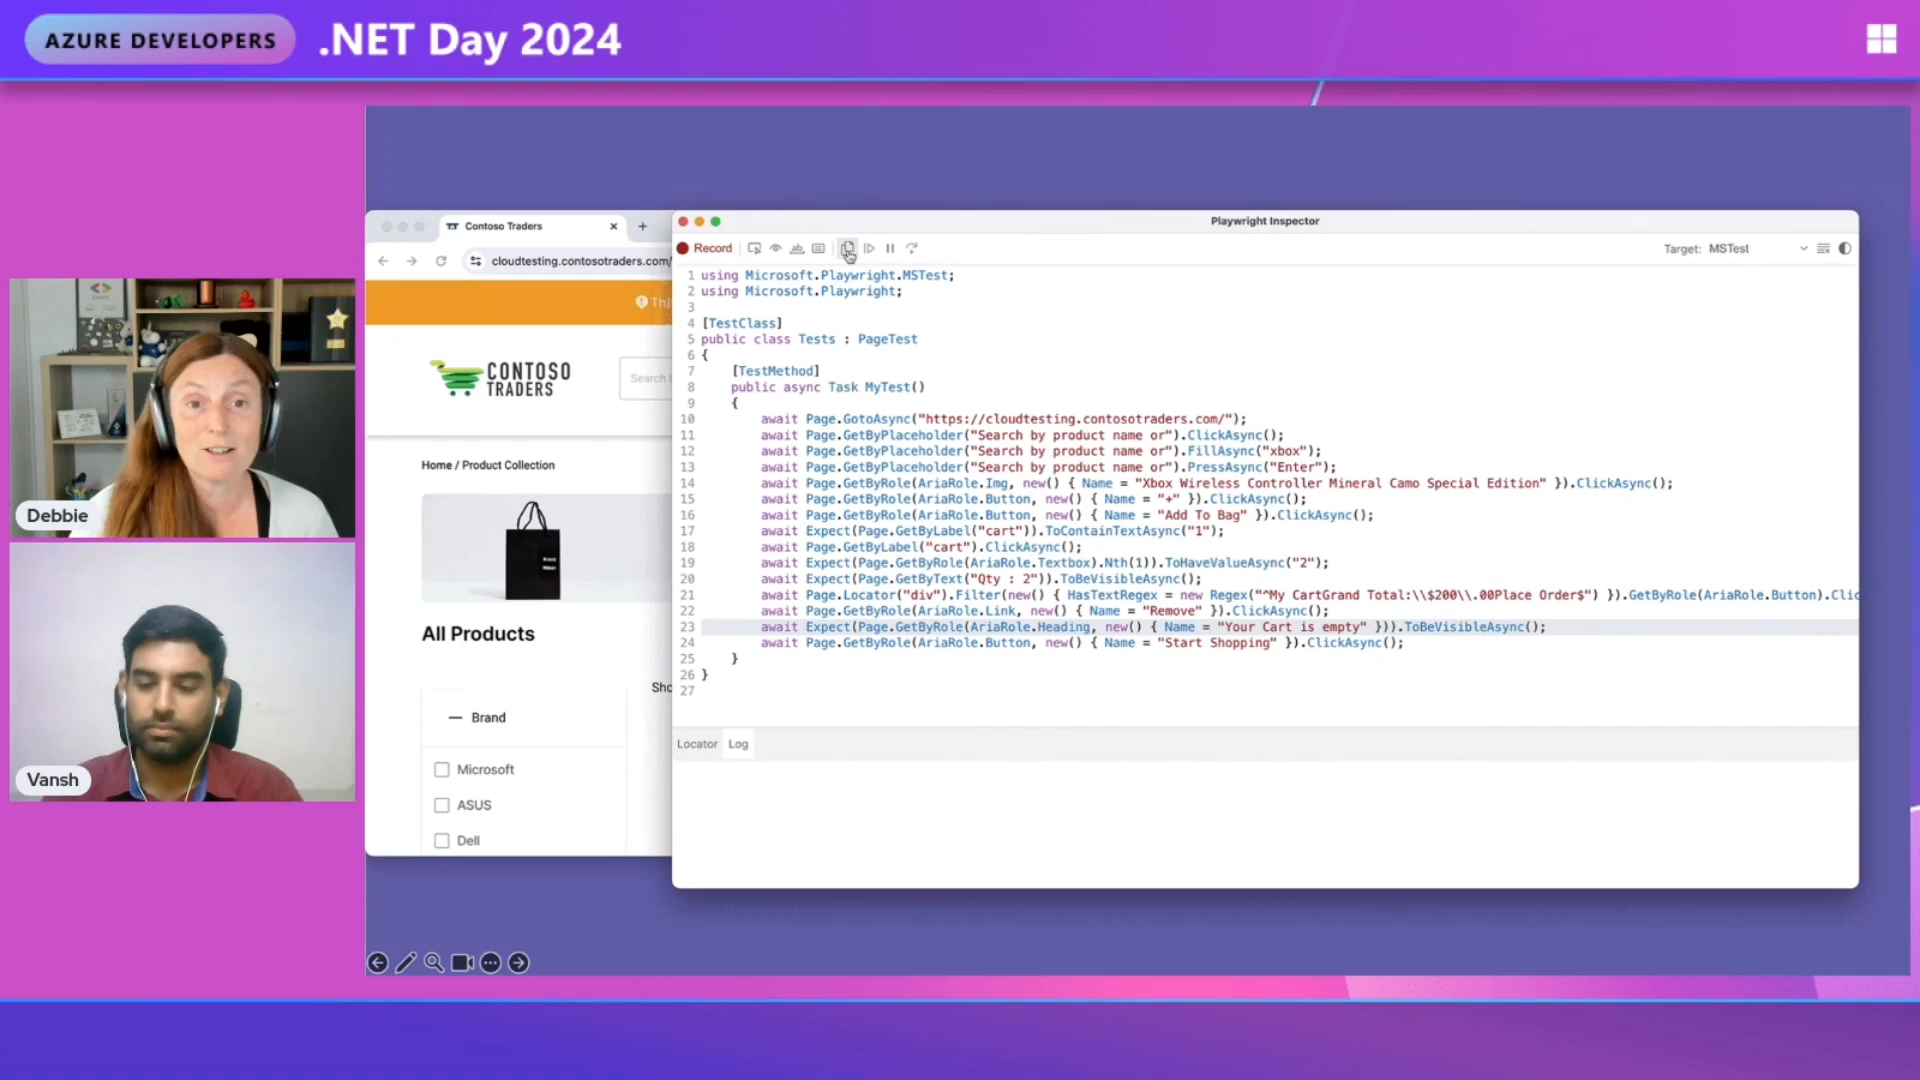 AZURE DEVELOPERS
.NET Day 2024
Debbie
Vansh
Contoso Traders
cloudtesting.contosotraders.com/
CONTOSO
TRADERS
Search
Home / Product Collection
BLACK
FRIDAY
All Products
Brand
Microsoft
ASUS
Dell
Playwright Inspector
Record
Target: MSTest
1 using Microsoft.Playwright.MSTest;
2 using Microsoft.Playwright;
3
4 [TestClass]
5 public class Tests : PageTest
6 {
7 [TestMethod]
8 public async Task MyTest()
9 {
10 await Page.GotoAsync("https://cloudtesting.contosotraders.com/");
11 await Page.GetByPlaceholder("Search by product name or").ClickAsync();
12 await Page.GetByPlaceholder("Search by product name or").FillAsync("xbox");
13 await Page.GetByPlaceholder("Search by product name or").PressAsync("Enter");
14 await Page.GetByRole(AriaRole.Img, new() { Name = "Xbox Wireless Controller Mineral Camo Special Edition" }).ClickAsync();
15 await Page.GetByRole(AriaRole.Button, new() { Name = "+" }).ClickAsync();
16 await Page.GetByRole(AriaRole.Button, new() { Name = "Add To Bag" }).ClickAsync();
17 await Expect(Page.GetByLabel("cart")).ToContainTextAsync("1");
18 await Page.GetByLabel("cart").ClickAsync();
19 await Expect(Page.GetByRole(AriaRole.Textbox).Nth(1)).ToHaveValueAsync("2");
20 await Expect(Page.GetByText("Qty : 2")).ToBeVisibleAsync();
21 await Page.Locator("div").Filter(new() { HasTextRegex = new Regex("^My CartGrand Total:\\$200\\.00Place Order$") }).GetByRole(AriaRole.Button).Clic
22 await Page.GetByRole(AriaRole.Link, new() { Name = "Remove" }).ClickAsync();
23 await Expect(Page.GetByRole(AriaRole.Heading, new() { Name = "Your Cart is empty" })).ToBeVisibleAsync();
24 await Page.GetByRole(AriaRole.Button, new() { Name = "Start Shopping" }).ClickAsync();
25 }
26 }
27
Locator Log